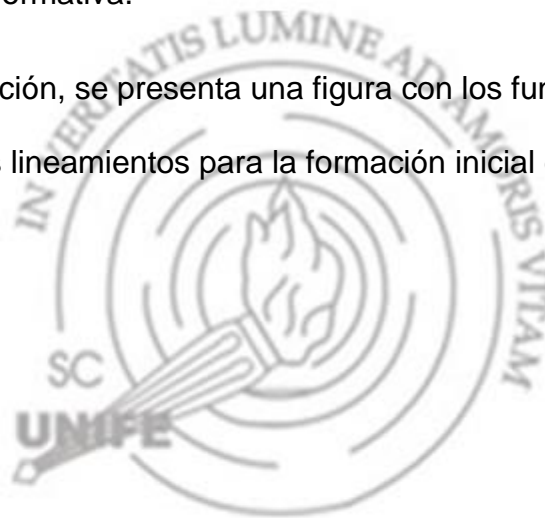 ormativa.
ción, se presenta una figura con los fur
s lineamientos para la formación inicial
IN VERITATIS LUMINE AD AMORIS VITAM
SC
UNIFE